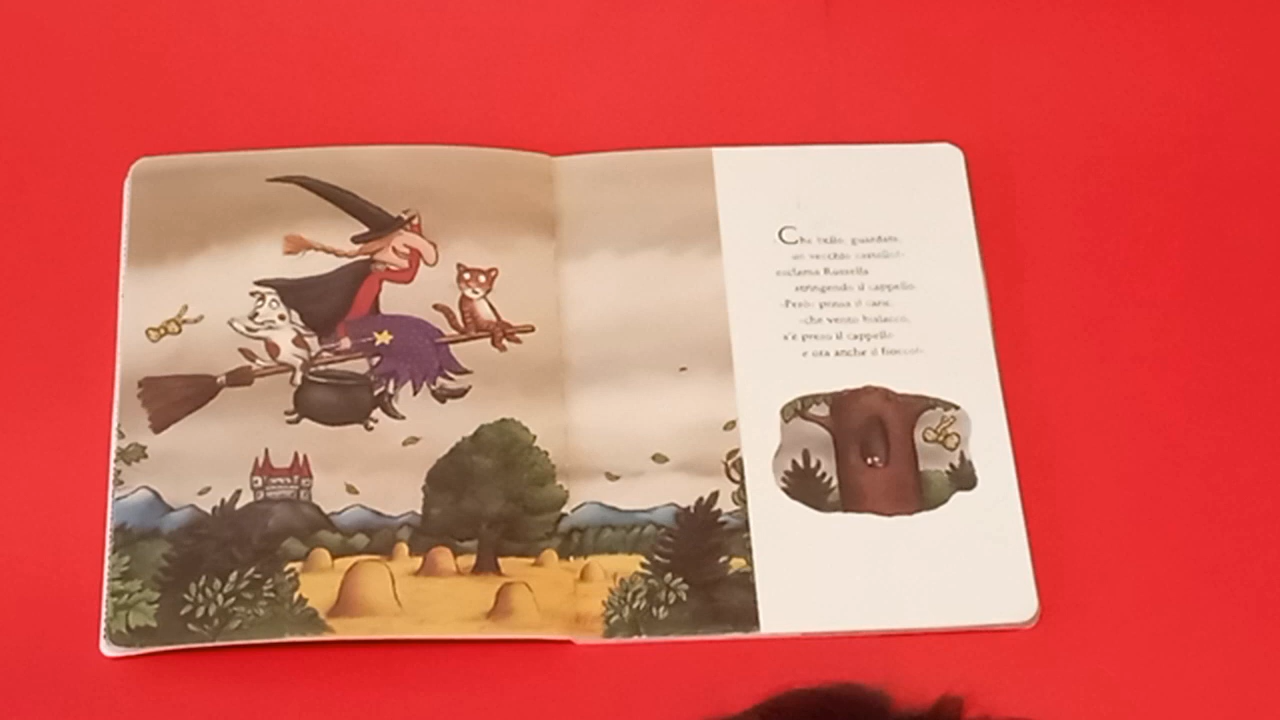 Che bello, guardate,
un vecchio castello!-
esclama Rossella
stringendo il cappello.
-Però- pensa il cane,
-che vento bislacco,
s'è preso il cappello
e ora anche il fiocco!-